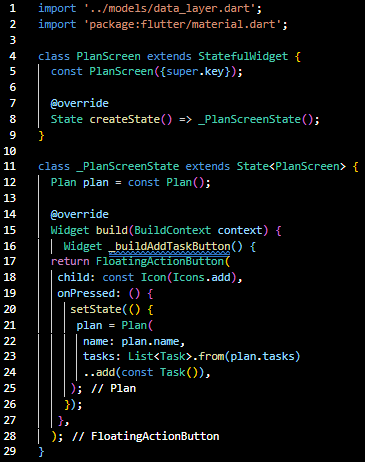 1 import '../models/data_layer.dart';
2 import 'package:flutter/material.dart';
3
4 class PlanScreen extends StatefulWidget {
5 const PlanScreen({super.key});
6
7 @override
8 State createState() => _PlanScreenState();
9 }
10
11 class _PlanScreenState extends State<PlanScreen> {
12 Plan plan = const Plan();
13
14 @override
15 Widget build(BuildContext context) {
16 Widget _buildAddTaskButton() {
17 return FloatingActionButton(
18 child: const Icon(Icons.add),
19 onPressed: () {
20 setState(() {
21 plan = Plan(
22 name: plan.name,
23 tasks: List<Task>.from(plan.tasks)
24 ..add(const Task()),
25 ); // Plan
26 });
27 },
28 ); // FloatingActionButton
29 }